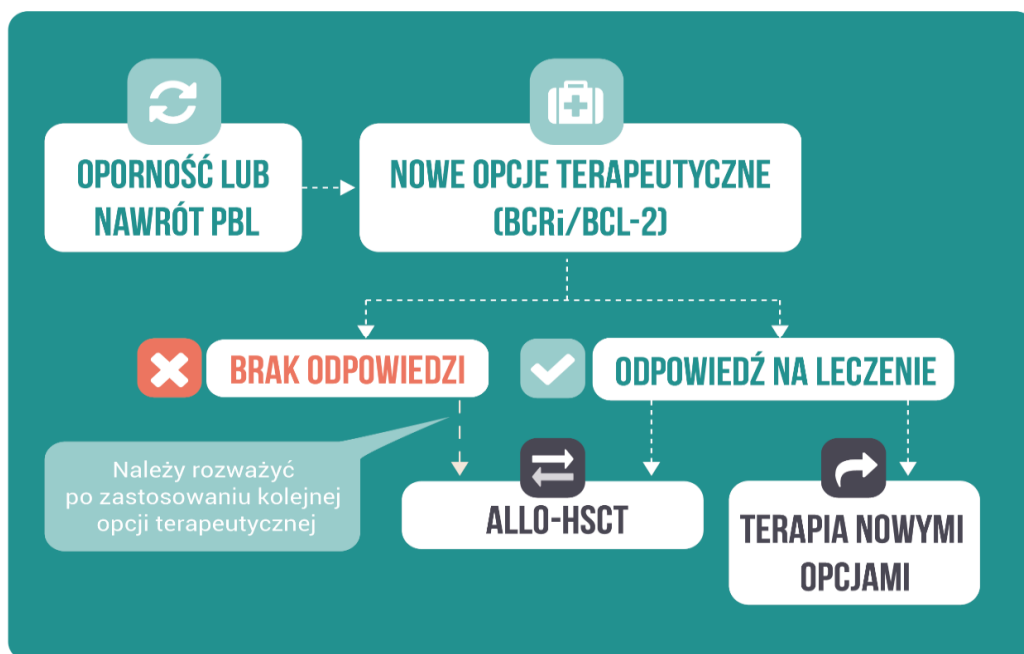 OPORNOŚĆ LUB
NAWRÓT PBL
NOWE OPCJE TERAPEUTYCZNE
(BCRi/BCL-2)
BRAK ODPOWIEDZI
ODPOWIEDŹ NA LECZENIE
Należy rozważyć
po zastosowaniu kolejnej
opcji terapeutycznej
ALLO-HSCT
TERAPIA NOWYMI
OPCJAMI